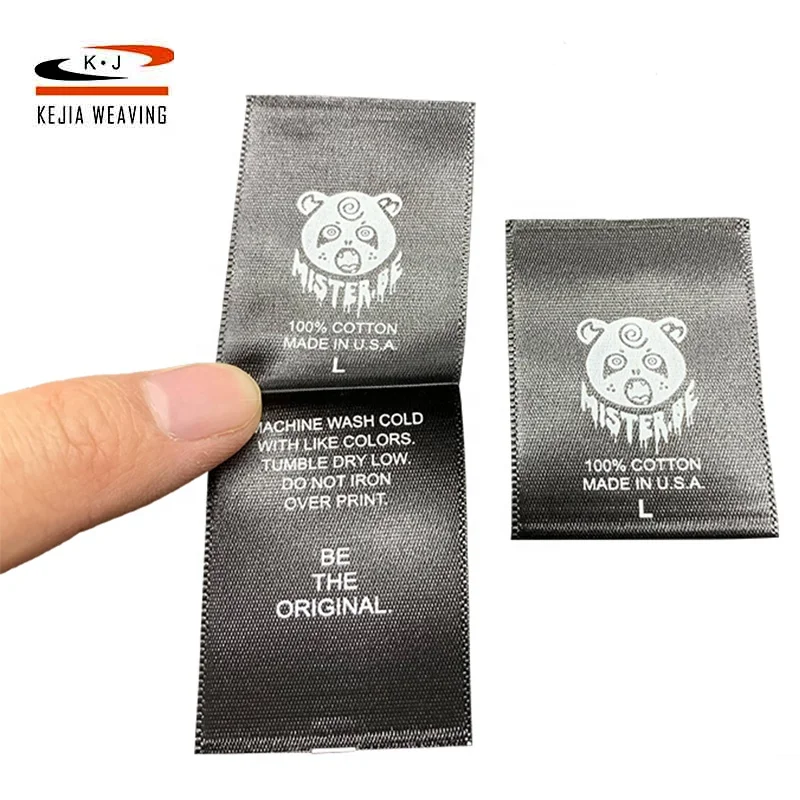 K·J
KEJIA WEAVING
MISTER.BE
100% COTTON
MADE IN U.S.A.
L
MACHINE WASH COLD
WITH LIKE COLORS.
TUMBLE DRY LOW.
DO NOT IRON
OVER PRINT.
BE
THE
ORIGINAL.
MISTER.BE
100% COTTON
MADE IN U.S.A.
L